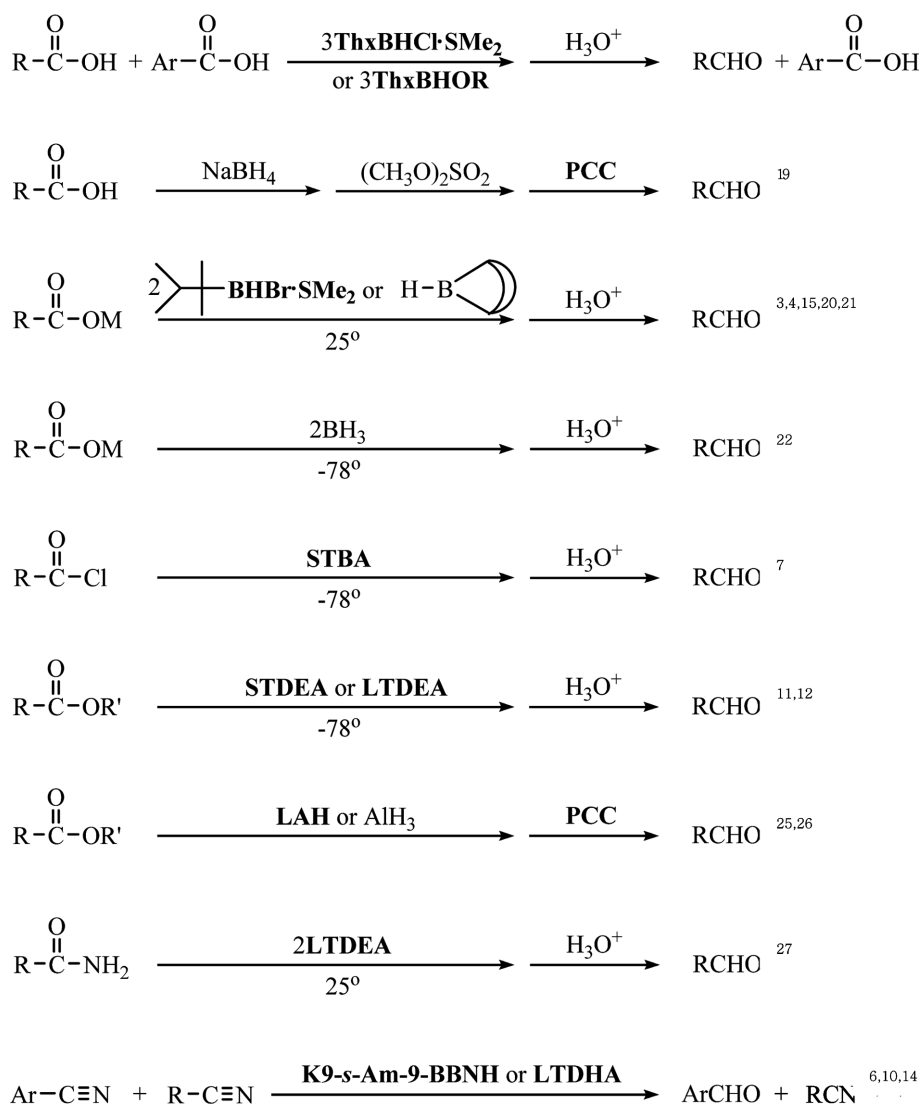 O O O
R–C–OH + Ar–C–OH 3ThxBHCl·SMe₂ or 3ThxBHOR H₃O⁺ RCHO + Ar–C–OH
O
R–C–OH NaBH₄ (CH₃O)₂SO₂ PCC RCHO 19
O
R–C–OM 2 BHBr·SMe₂ or H–B 25° H₃O⁺ RCHO 3,4,15,20,21
O
R–C–OM 2BH₃ -78° H₃O⁺ RCHO 22
O
R–C–Cl STBA -78° H₃O⁺ RCHO 7
O
R–C–OR' STDEA or LTDEA -78° H₃O⁺ RCHO 11,12
O
R–C–OR' LAH or AlH₃ PCC RCHO 25,26
O
R–C–NH₂ 2LTDEA 25° H₃O⁺ RCHO 27
Ar–C≡N + R–C≡N K9-s-Am-9-BBNH or LTDHA ArCHO + RCN 6,10,14